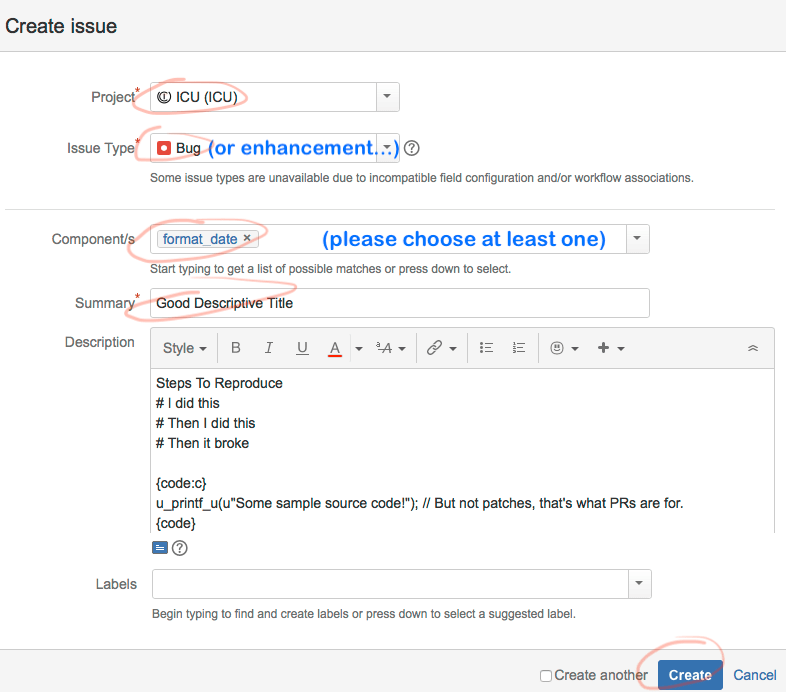 Create issue
Project* ICU (ICU)
Issue Type* Bug (or enhancement...)
Some issue types are unavailable due to incompatible field configuration and/or workflow associations.
Component/s format_date × (please choose at least one)
Start typing to get a list of possible matches or press down to select.
Summary* Good Descriptive Title
Description Style B I U A ªA
Steps To Reproduce
# I did this
# Then I did this
# Then it broke
{code:c}
u_printf_u(u"Some sample source code!"); // But not patches, that's what PRs are for.
{code}
Labels
Begin typing to find and create labels or press down to select a suggested label.
Create another Create Cancel